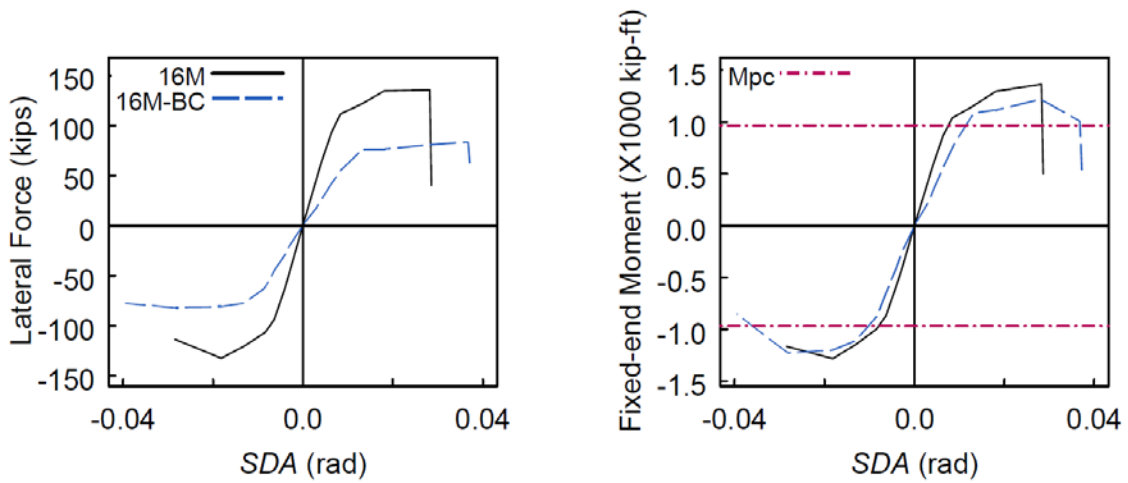 Lateral Force (kips)
150
100
50
0
-50
-100
-150
16M
16M-BC
-0.04
0.0
0.04
SDA (rad)
Fixed-end Moment (X1000 kip-ft)
1.5
1.0
0.5
0.0
-0.5
-1.0
-1.5
Mpc
-0.04
0.0
0.04
SDA (rad)